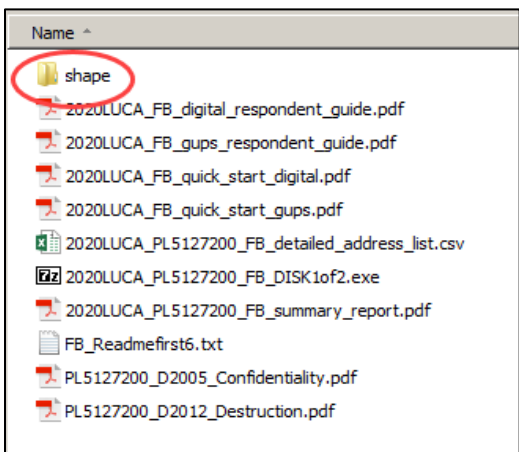 Name
shape
2020LUCA_FB_digital_respondent_guide.pdf
2020LUCA_FB_gups_respondent_guide.pdf
2020LUCA_FB_quick_start_digital.pdf
2020LUCA_FB_quick_start_gups.pdf
2020LUCA_PL5127200_FB_detailed_address_list.csv
7z 2020LUCA_PL5127200_FB_DISK1of2.exe
2020LUCA_PL5127200_FB_summary_report.pdf
FB_Readmefirst6.txt
PL5127200_D2005_Confidentiality.pdf
PL5127200_D2012_Destruction.pdf